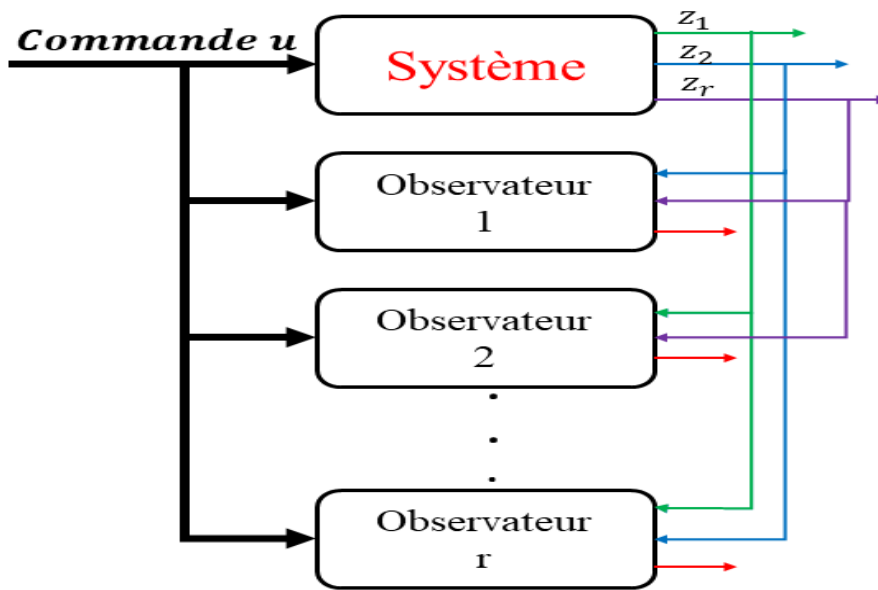 Commande u
Système
z₁
z₂
zᵣ
Observateur
1
Observateur
2
.
.
.
Observateur
r